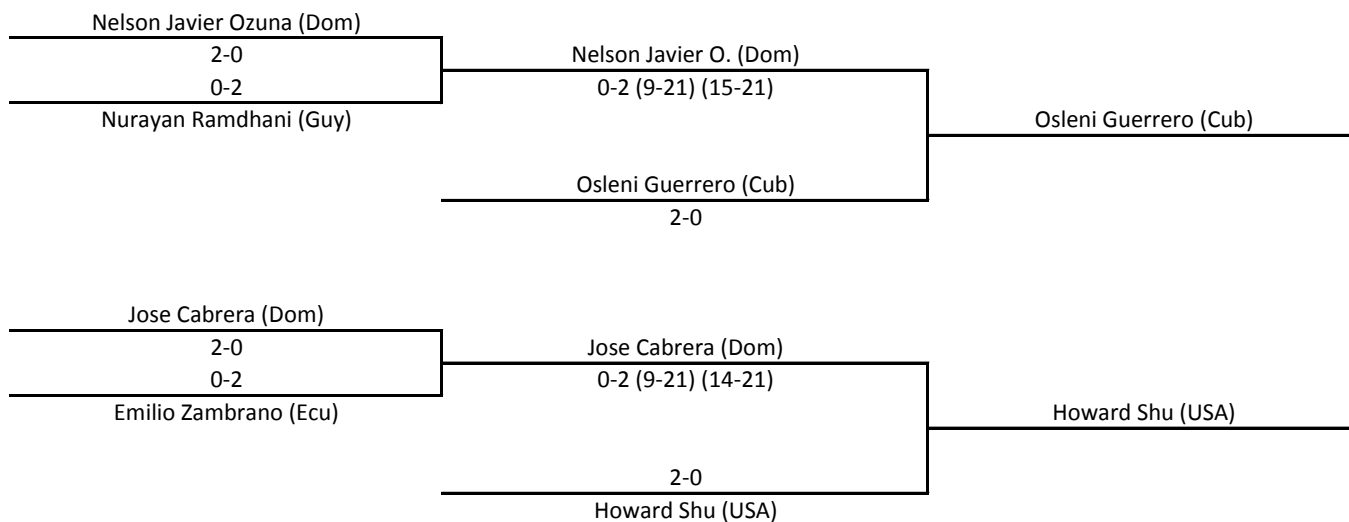 Nelson Javier Ozuna (Dom)
2-0
0-2
Nurayan Ramdhani (Guy)
Nelson Javier O. (Dom)
0-2 (9-21) (15-21)
Osleni Guerrero (Cub)
2-0
Osleni Guerrero (Cub)
Jose Cabrera (Dom)
2-0
0-2
Emilio Zambrano (Ecu)
Jose Cabrera (Dom)
0-2 (9-21) (14-21)
2-0
Howard Shu (USA)
Howard Shu (USA)